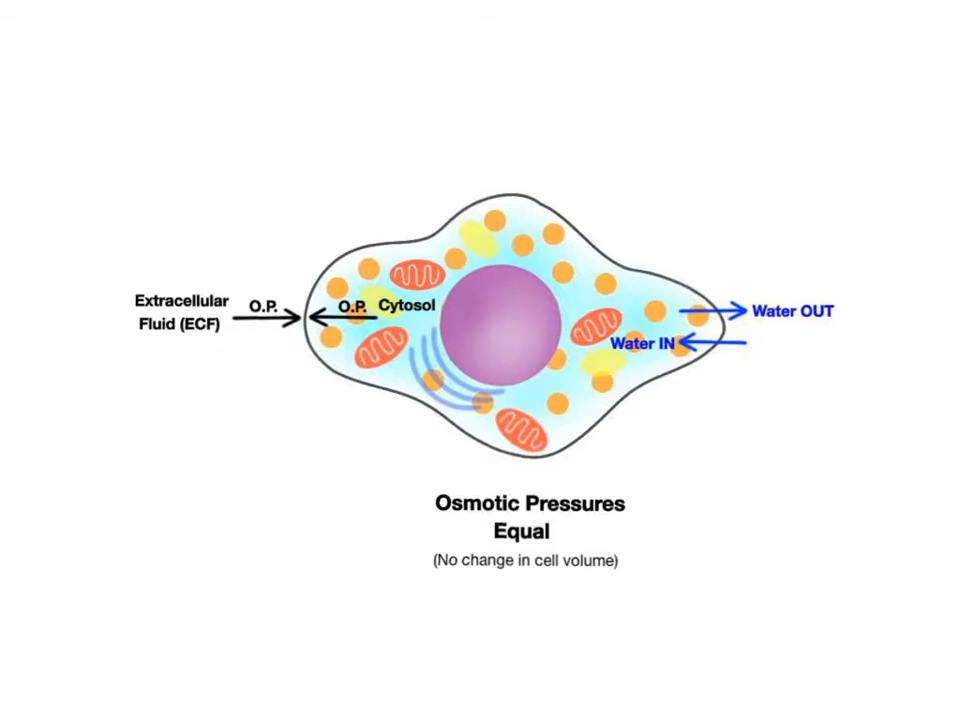 Extracellular
Fluid (ECF)
O.P.
O.P.
Cytosol
Water OUT
Water IN
Osmotic Pressures
Equal
(No change in cell volume)